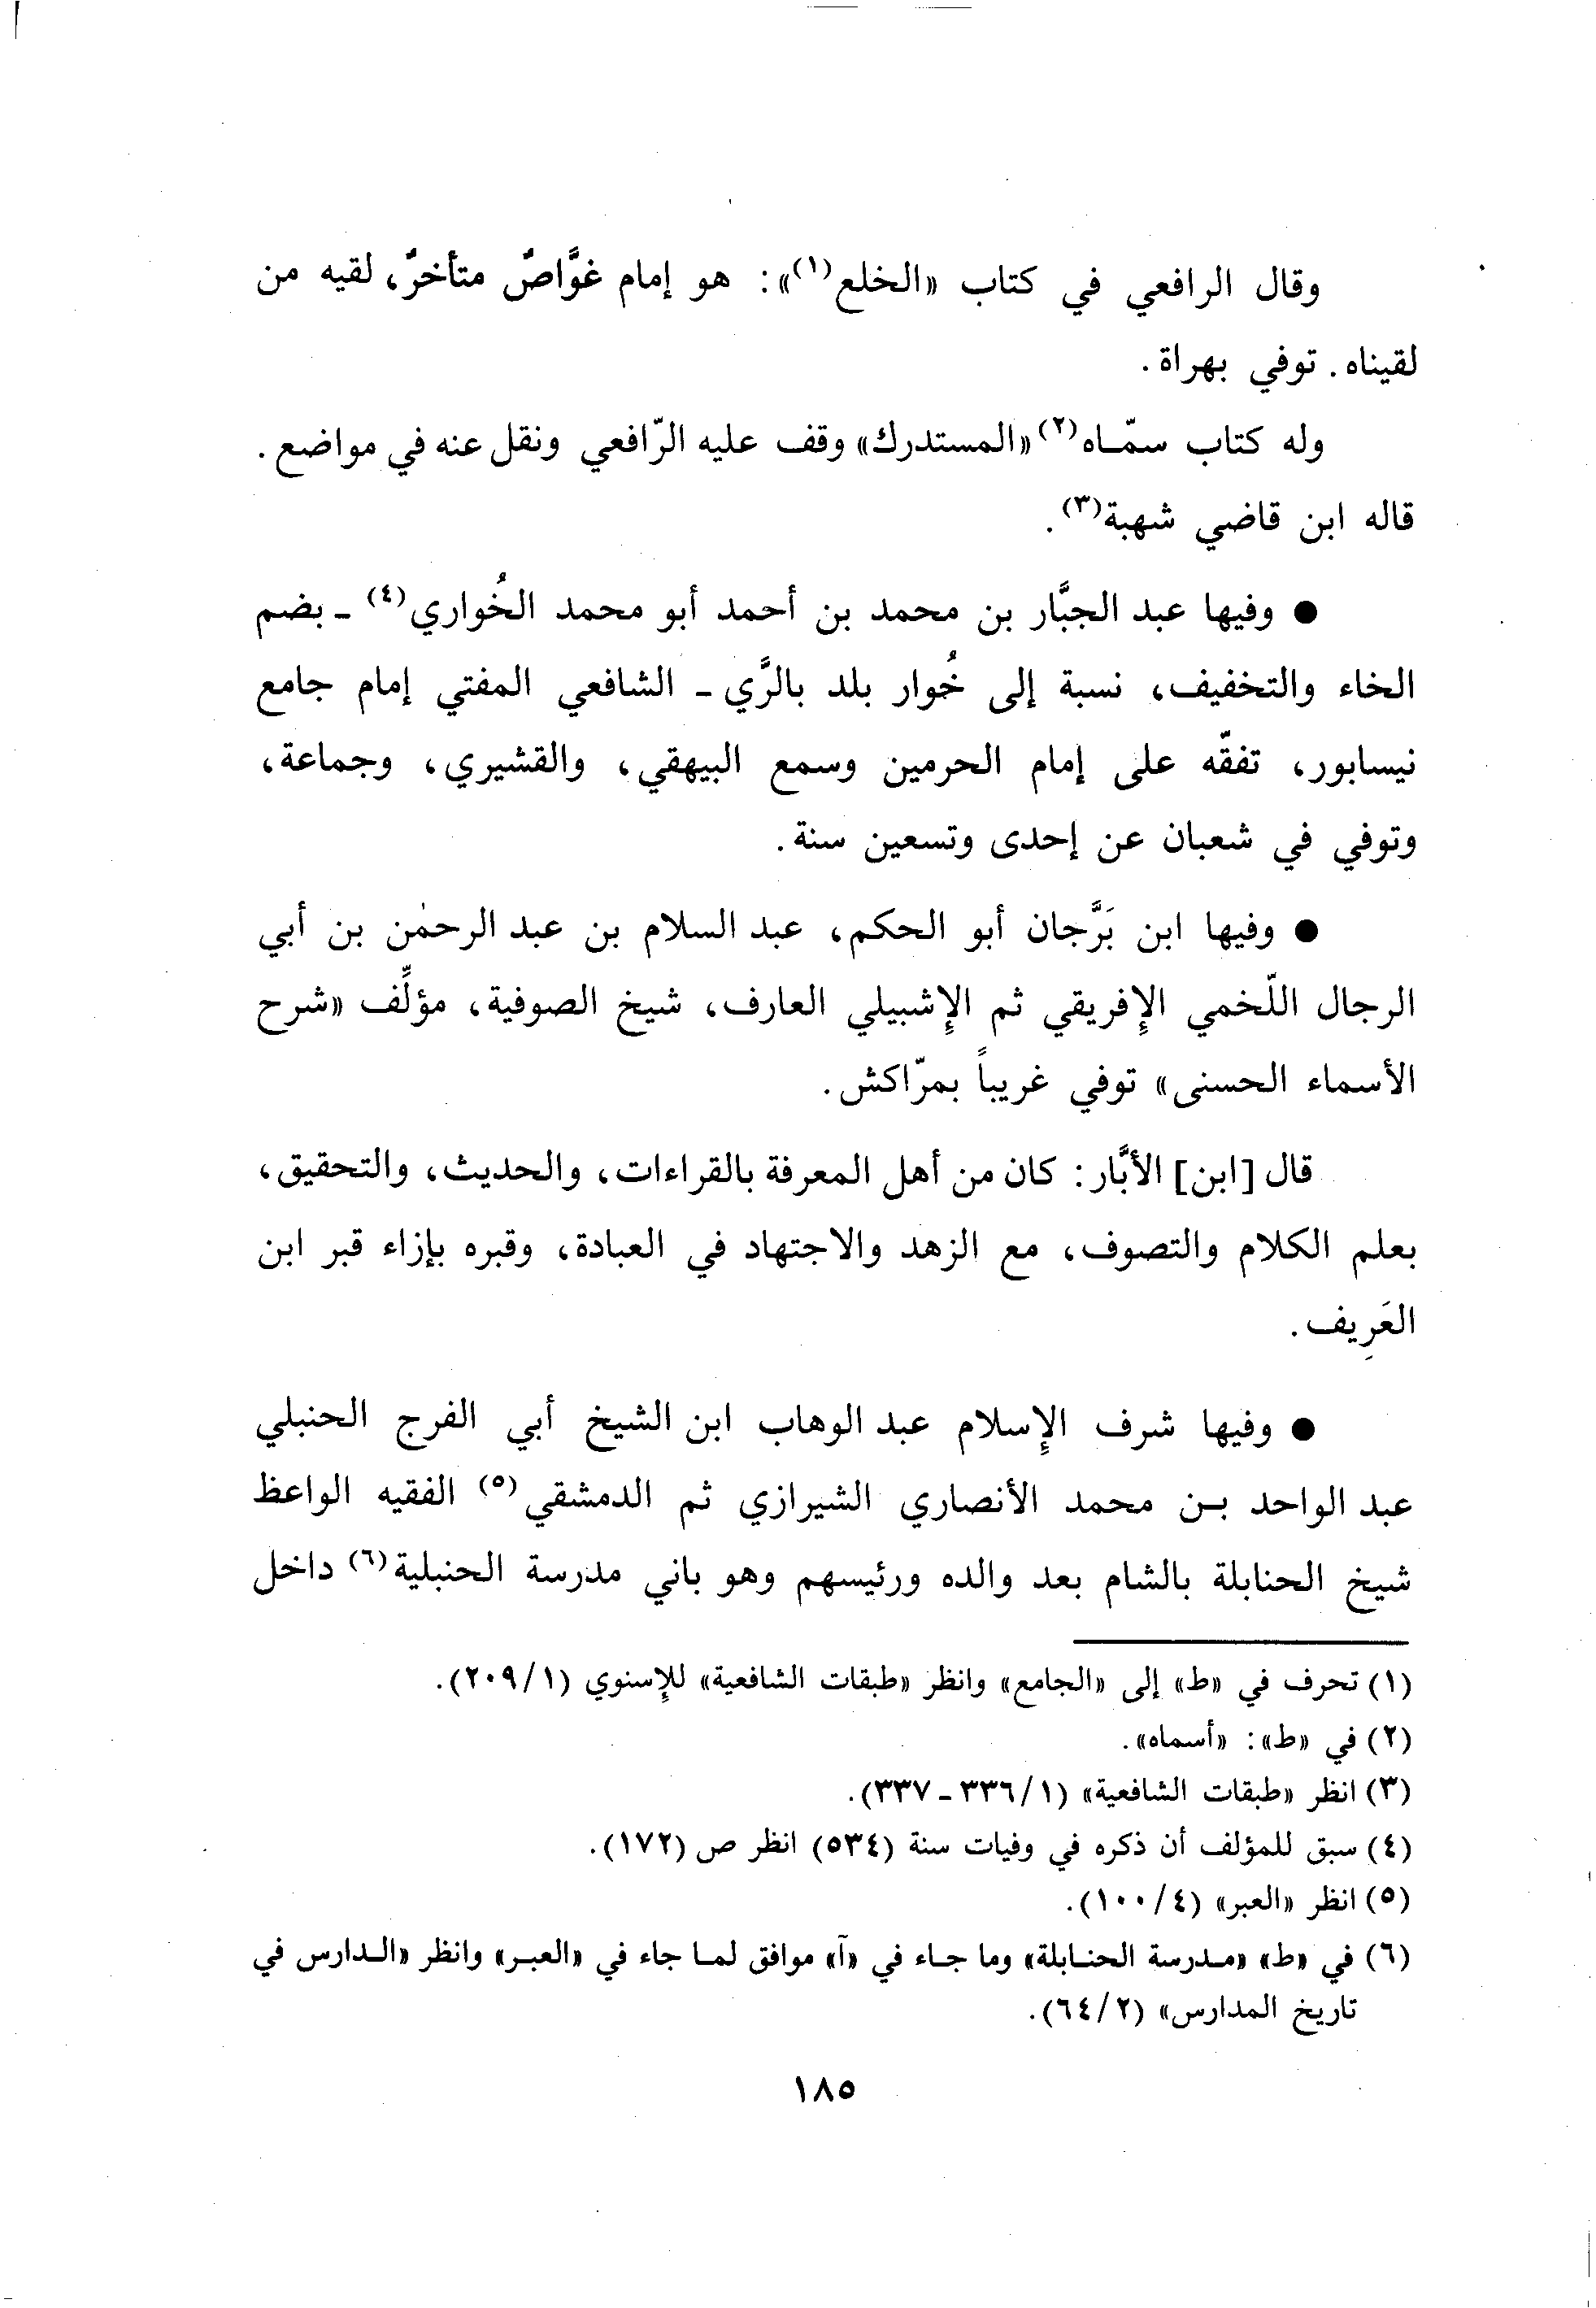 وقال الرافعي في كتاب «الخلع(١)»: هو إمام غوَّاصٌ متأخرٌ، لقيه من
لقيناه. توفي بهراة.
وله كتاب سمّاه(٢) «المستدرك» وقف عليه الرّافعي ونقل عنه في مواضع.
قاله ابن قاضي شهبة(٣).
● وفيها عبد الجبَّار بن محمد بن أحمد أبو محمد الخُواري(٤) - بضم
الخاء والتخفيف، نسبة إلى خُوار بلد بالرَّي - الشافعي المفتي إمام جامع
نيسابور، تفقّه على إمام الحرمين وسمع البيهقي، والقشيري، وجماعة،
وتوفي في شعبان عن إحدى وتسعين سنة.
● وفيها ابن بَرَّجان أبو الحكم، عبد السلام بن عبد الرحمٰن بن أبي
الرجال اللّخمي الإفريقي ثم الإشبيلي العارف، شيخ الصوفية، مؤلِّف «شرح
الأسماء الحسنى» توفي غريباً بمرّاكش.
قال [ابن] الأبَّار: كان من أهل المعرفة بالقراءات، والحديث، والتحقيق،
بعلم الكلام والتصوف، مع الزهد والاجتهاد في العبادة، وقبره بإزاء قبر ابن
العَرِيف.
● وفيها شرف الإسلام عبد الوهاب ابن الشيخ أبي الفرج الحنبلي
عبد الواحد بن محمد الأنصاري الشيرازي ثم الدمشقي(٥) الفقيه الواعظ
شيخ الحنابلة بالشام بعد والده ورئيسهم وهو باني مدرسة الحنبلية(٦) داخل
(١) تحرف في «ط» إلى «الجامع» وانظر «طبقات الشافعية» للإسنوي (٢٠٩/١).
(٢) في «ط»: «أسماه».
(٣) انظر «طبقات الشافعية» (٣٣٦/١ - ٣٣٧).
(٤) سبق للمؤلف أن ذكره في وفيات سنة (٥٣٤) انظر ص (١٧٢).
(٥) انظر «العبر» (١٠٠/٤).
(٦) في «ط» «مدرسة الحنابلة» وما جاء في «آ» موافق لما جاء في «العبر» وانظر «الدارس في
تاريخ المدارس» (٦٤/٢).
١٨٥